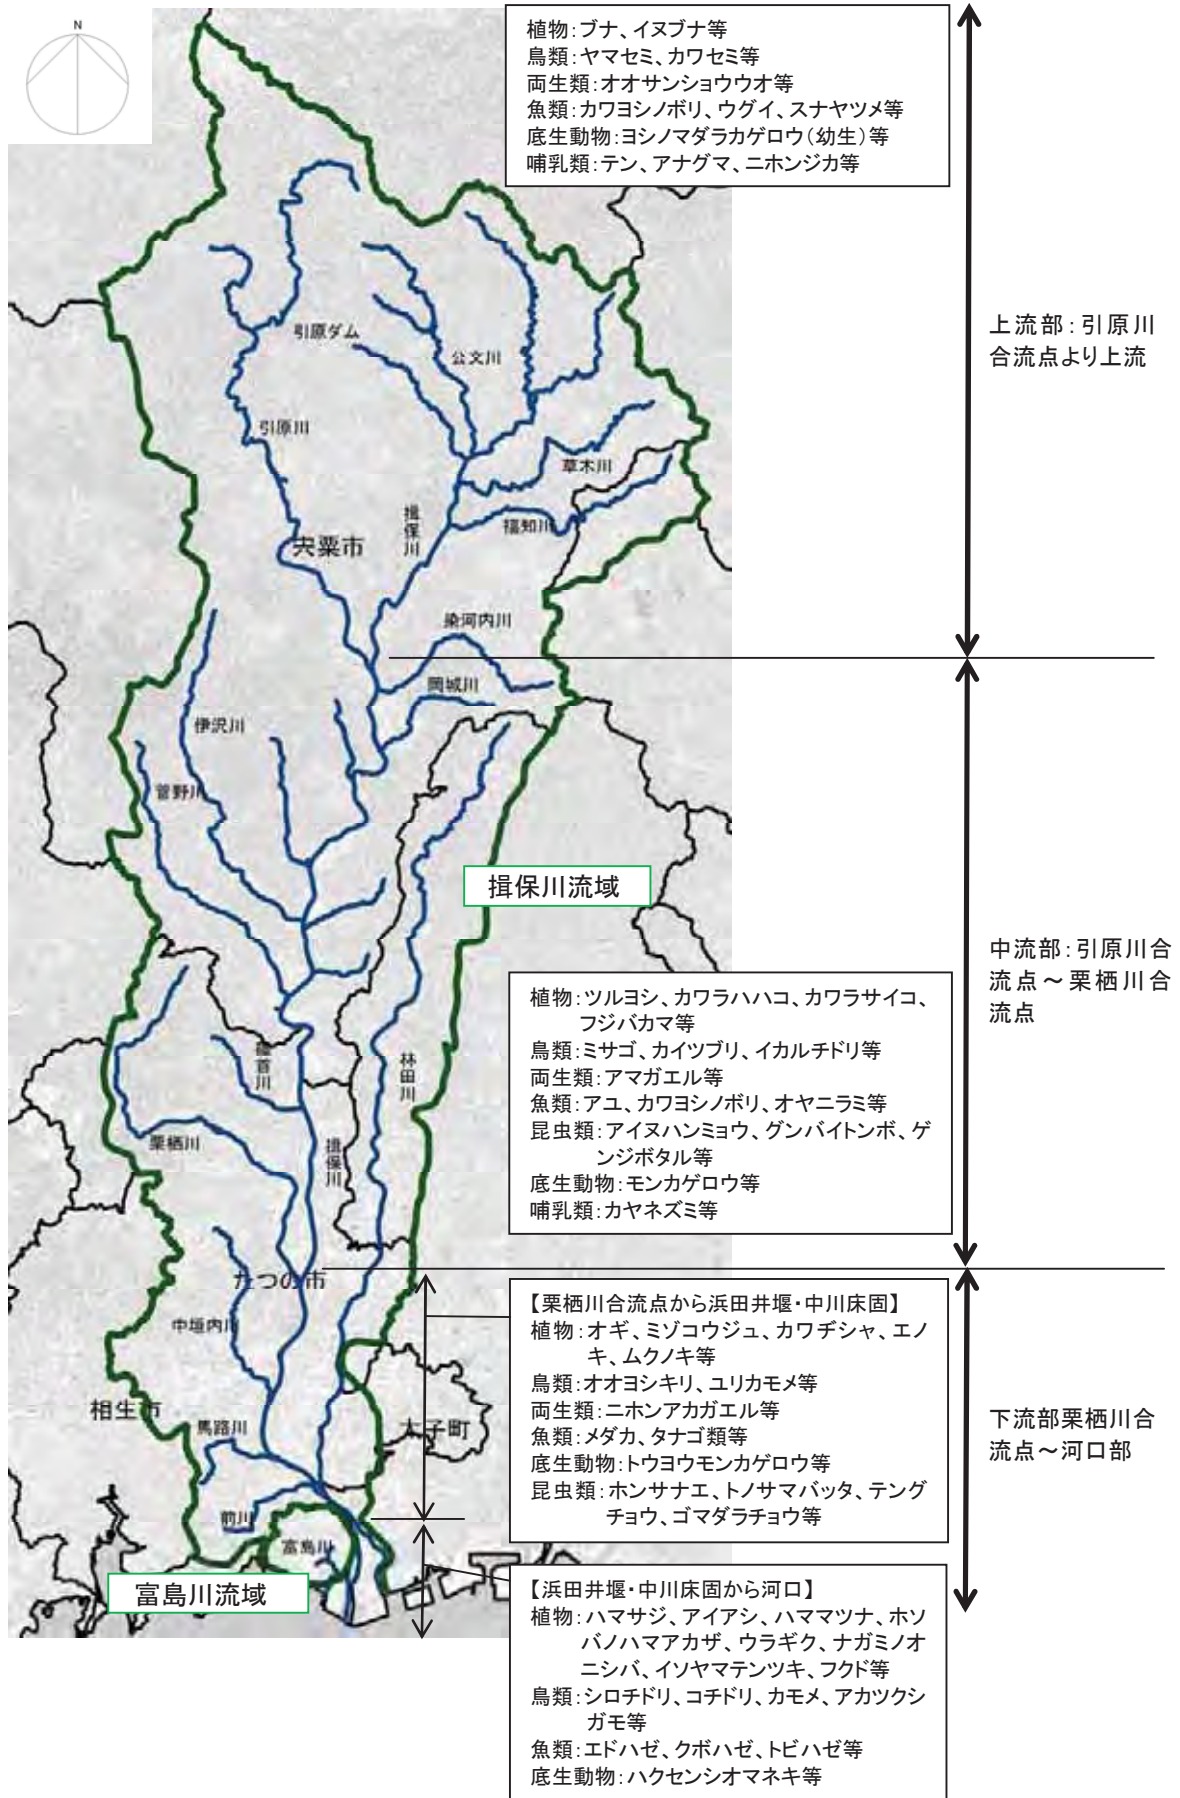 N
植物：ブナ、イヌブナ等
鳥類：ヤマセミ、カワセミ等
両生類：オオサンショウウオ等
魚類：カワヨシノボリ、ウグイ、スナヤツメ等
底生動物：ヨシノマダラカゲロウ（幼生）等
哺乳類：テン、アナグマ、ニホンジカ等
上流部：引原川
合流点より上流
引原ダム
公文川
引原川
草木川
揖保川
福知川
宍粟市
染河内川
岡城川
伊沢川
菅野川
揖保川流域
中流部：引原川合
流点～栗栖川合
流点
植物：ツルヨシ、カワラハハコ、カワラサイコ、
フジバカマ等
鳥類：ミサゴ、カイツブリ、イカルチドリ等
両生類：アマガエル等
魚類：アユ、カワヨシノボリ、オヤニラミ等
昆虫類：アイヌハンミョウ、グンバイトンボ、ゲ
ンジボタル等
底生動物：モンカゲロウ等
哺乳類：カヤネズミ等
林田川
篠首川
栗栖川
揖保川
たつの市
中垣内川
相生市
馬路川
太子町
前川
富島川
富島川流域
【栗栖川合流点から浜田井堰・中川床固】
植物：オギ、ミゾコウジュ、カワヂシャ、エノ
キ、ムクノキ等
鳥類：オオヨシキリ、ユリカモメ等
両生類：ニホンアカガエル等
魚類：メダカ、タナゴ類等
底生動物：トウヨウモンカゲロウ等
昆虫類：ホンサナエ、トノサマバッタ、テング
チョウ、ゴマダラチョウ等
下流部栗栖川合
流点～河口部
【浜田井堰・中川床固から河口】
植物：ハマサジ、アイアシ、ハママツナ、ホソ
バノハマアカザ、ウラギク、ナガミノオ
ニシバ、イソヤマテンツキ、フクド等
鳥類：シロチドリ、コチドリ、カモメ、アカツクシ
ガモ等
魚類：エドハゼ、クボハゼ、トビハゼ等
底生動物：ハクセンシオマネキ等